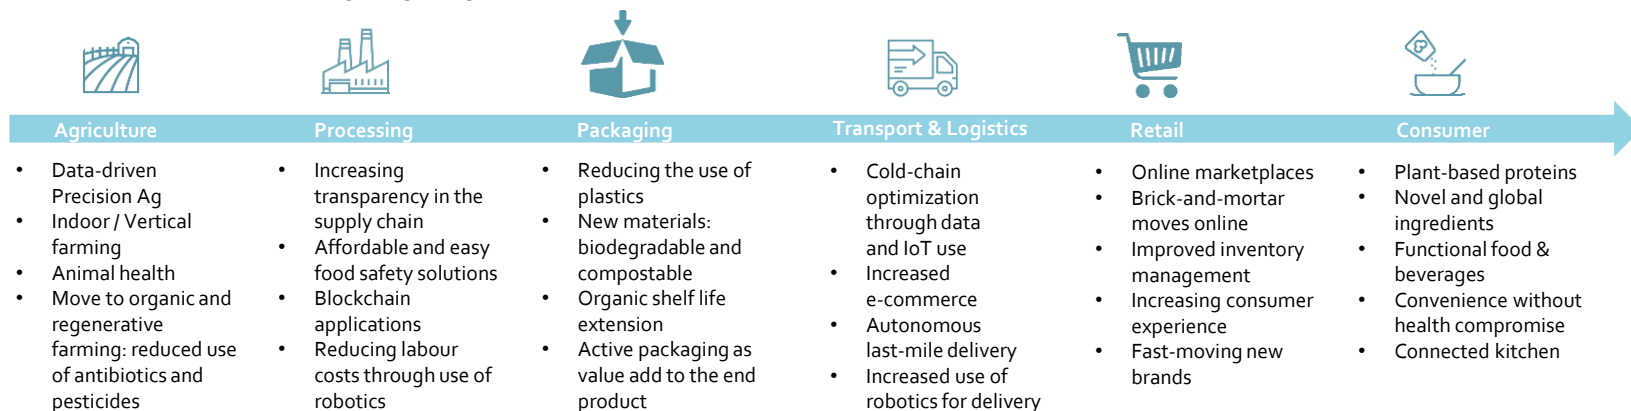 Agriculture
Data-driven
Precision Ag
Indoor / Vertical
farming
Animal health
Move to organic and
regenerative
farming: reduced use
of antibiotics and
pesticides
Processing
Increasing
transparency in the
supply chain
Affordable and easy
food safety solutions
Blockchain
applications
Reducing labour
costs through use of
robotics
Packaging
Reducing the use of
plastics
New materials:
biodegradable and
compostable
Organic shelf life
extension
Active packaging as
value add to the end
product
Transport & Logistics
Cold-chain
optimization
through data
and IoT use
Increased
e-commerce
Autonomous
last-mile delivery
Increased use of
robotics for delivery
Retail
Online marketplaces
Brick-and-mortar
moves online
Improved inventory
management
Increasing consumer
experience
Fast-moving new
brands
Consumer
Plant-based proteins
Novel and global
ingredients
Functional food &
beverages
Convenience without
health compromise
Connected kitchen